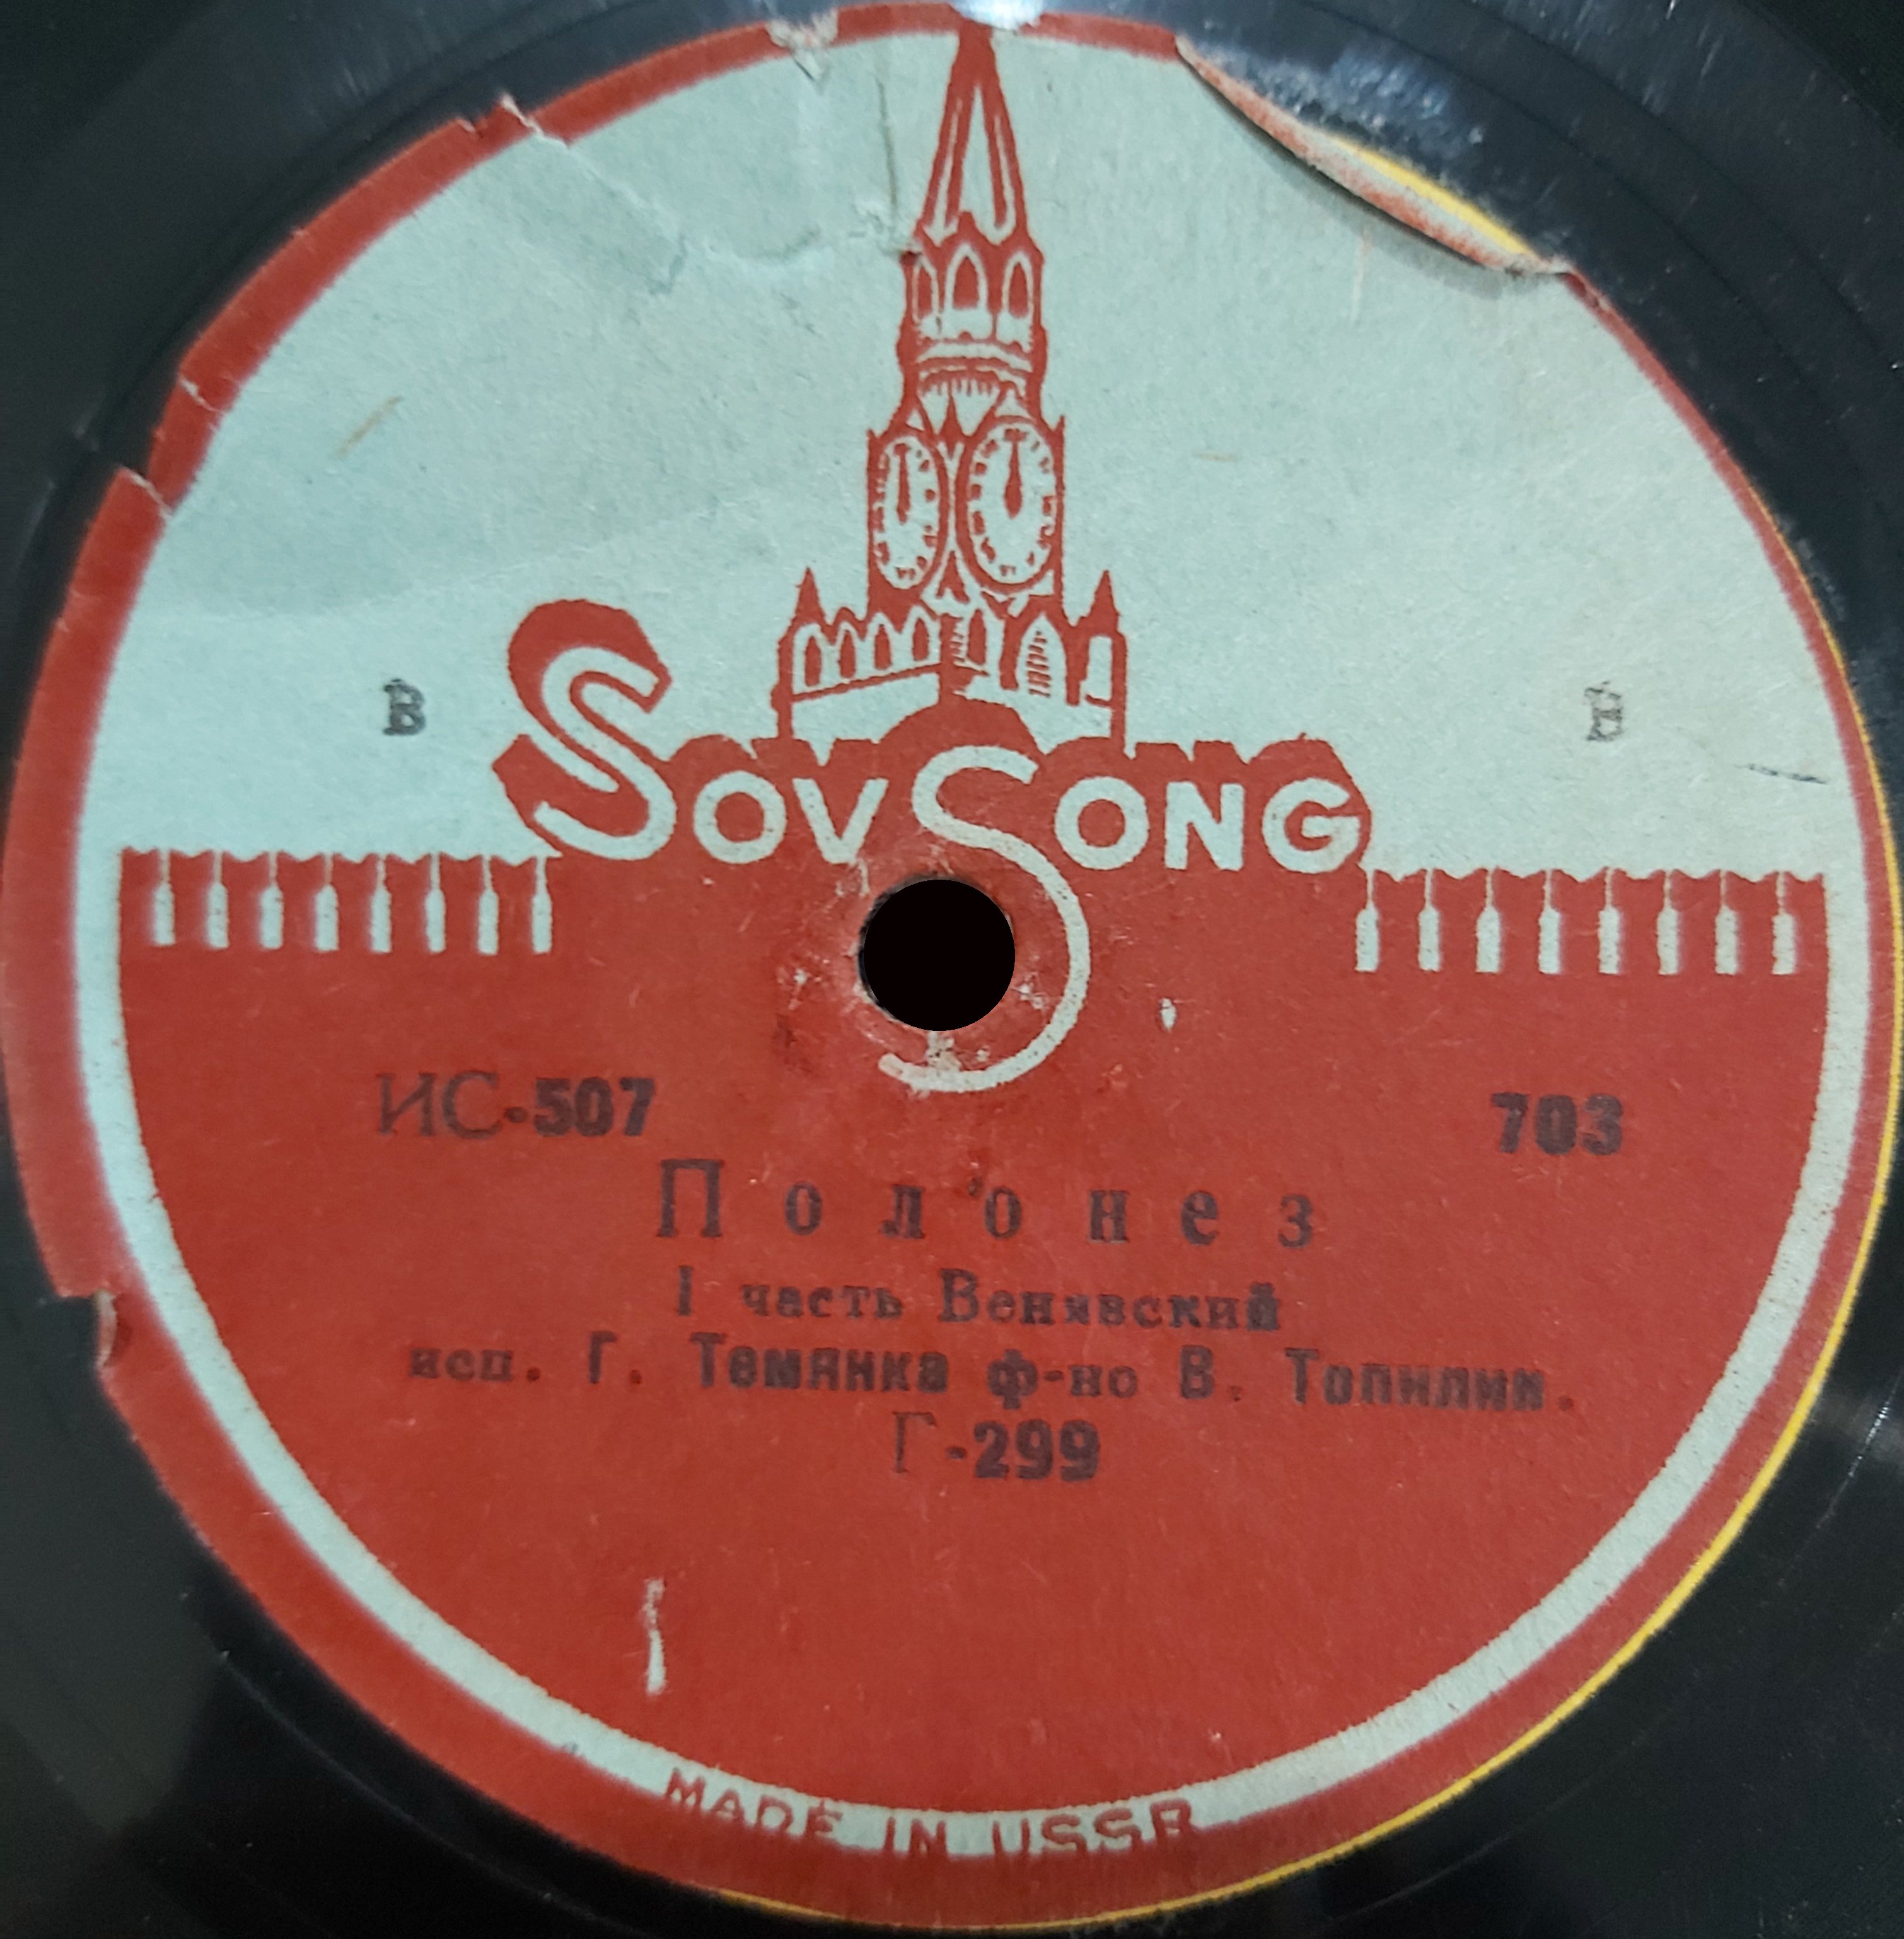 В В
SOVSONG
ИС-507 703
Полонез
I часть Венявский
исп. Г. Темянка ф-но В. Топилин.
Г-299
MADE IN USSR